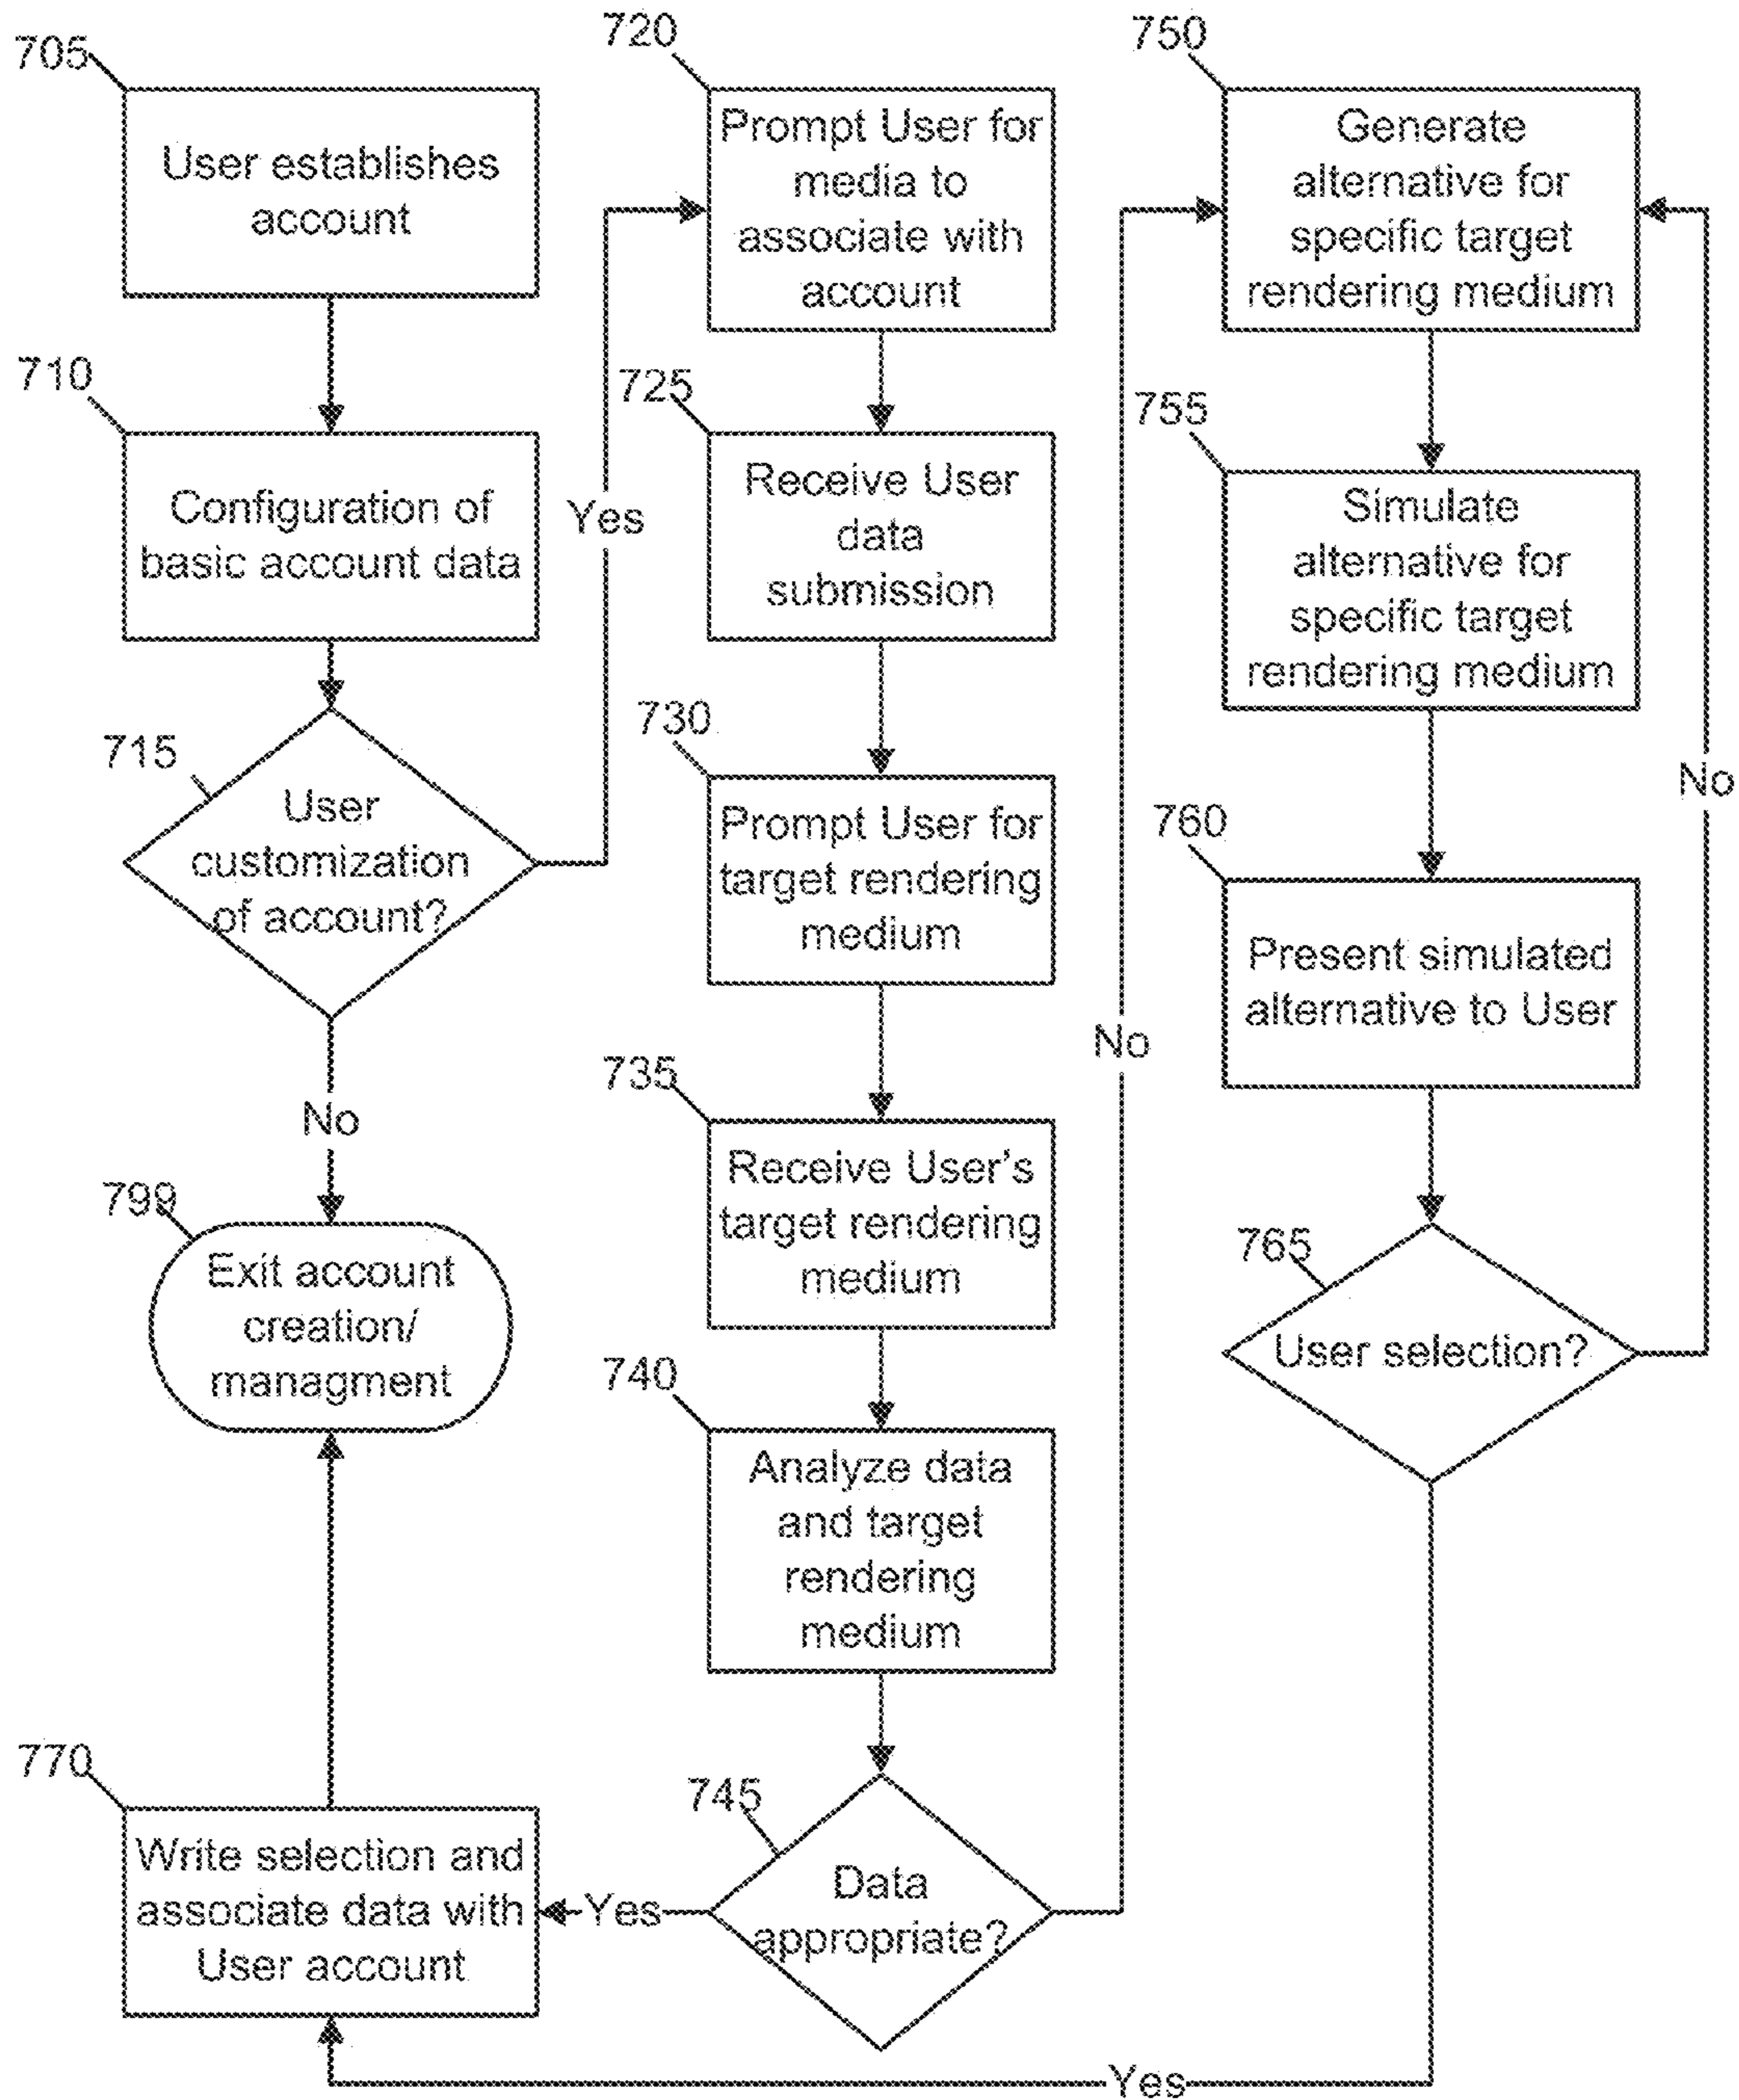 705
User establishes
account
710
Configuration of
basic account data
715
User
customization
of account?
Yes
No
799
Exit account
creation/
managment
720
Prompt User for
media to
associate with
account
725
Receive User
data
submission
730
Prompt User for
target rendering
medium
735
Receive User's
target rendering
medium
740
Analyze data
and target
rendering
medium
745
Data
appropriate?
Yes
No
750
Generate
alternative for
specific target
rendering medium
755
Simulate
alternative for
specific target
rendering medium
760
Present simulated
alternative to User
765
User selection?
No
Yes
770
Write selection and
associate data with
User account